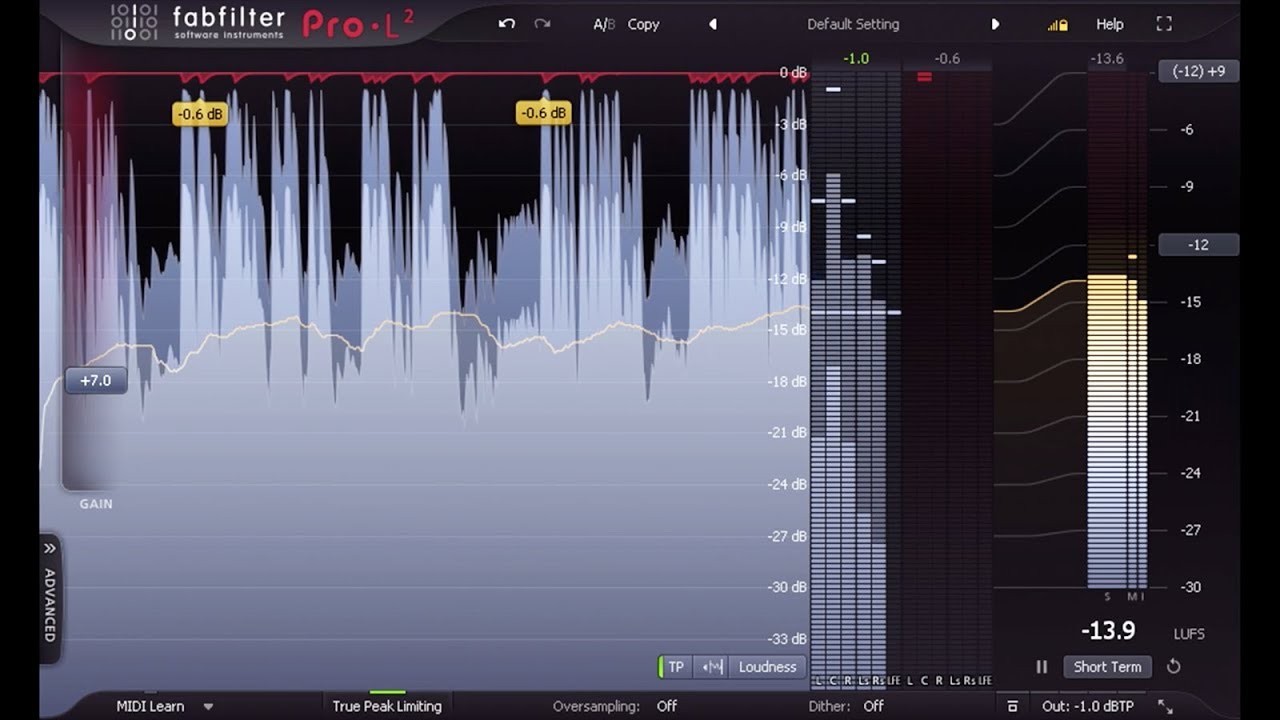 fabfilter
software instruments
Pro·L 2
A/B Copy
Default Setting
Help
-1.0 -0.6 -13.6
0 dB
(-12) +9
-0.6 dB -0.6 dB
-3 dB
-6
-6 dB
-9
-9 dB
-12
-12 dB
-15
-15 dB
-18
+7.0
-18 dB
-21
-21 dB
-24
-24 dB
GAIN
-27
-27 dB
-30
-30 dB
S M I
ADVANCED
-13.9 LUFS
-33 dB
TP Loudness
Short Term
L C R Ls Rs LFE L C R Ls Rs LFE
MIDI Learn True Peak Limiting Oversampling: Off Dither: Off Out: -1.0 dBTP